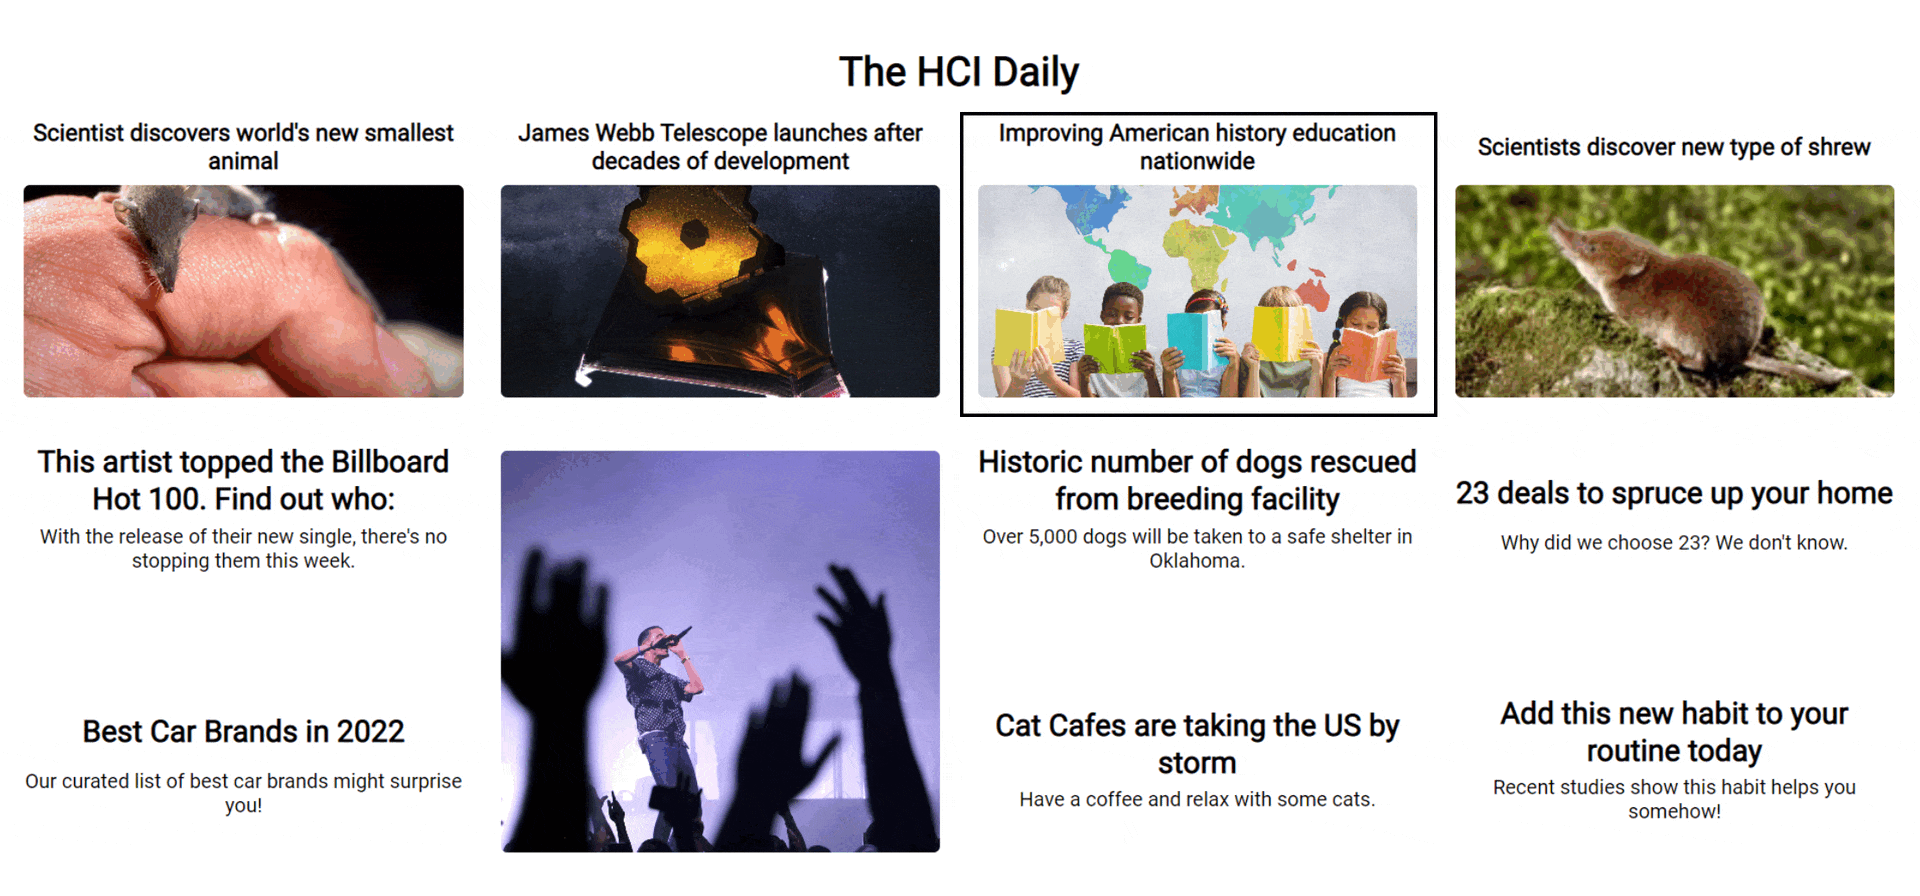 The HCI Daily
Scientist discovers world's new smallest
animal
James Webb Telescope launches after
decades of development
Improving American history education
nationwide
Scientists discover new type of shrew
This artist topped the Billboard
Hot 100. Find out who:
With the release of their new single, there's no
stopping them this week.
Historic number of dogs rescued
from breeding facility
Over 5,000 dogs will be taken to a safe shelter in
Oklahoma.
23 deals to spruce up your home
Why did we choose 23? We don't know.
Best Car Brands in 2022
Our curated list of best car brands might surprise
you!
Cat Cafes are taking the US by
storm
Have a coffee and relax with some cats.
Add this new habit to your
routine today
Recent studies show this habit helps you
somehow!